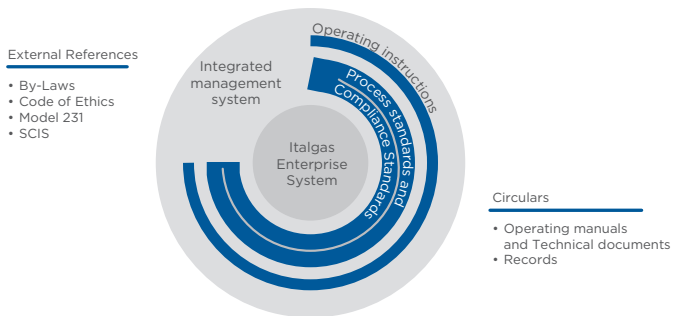 External References
• By-Laws
• Code of Ethics
• Model 231
• SCIS
Integrated
management
system
Operating instructions
Process standards and
Compliance Standards
Italgas
Enterprise
System
Circulars
• Operating manuals
and Technical documents
• Records